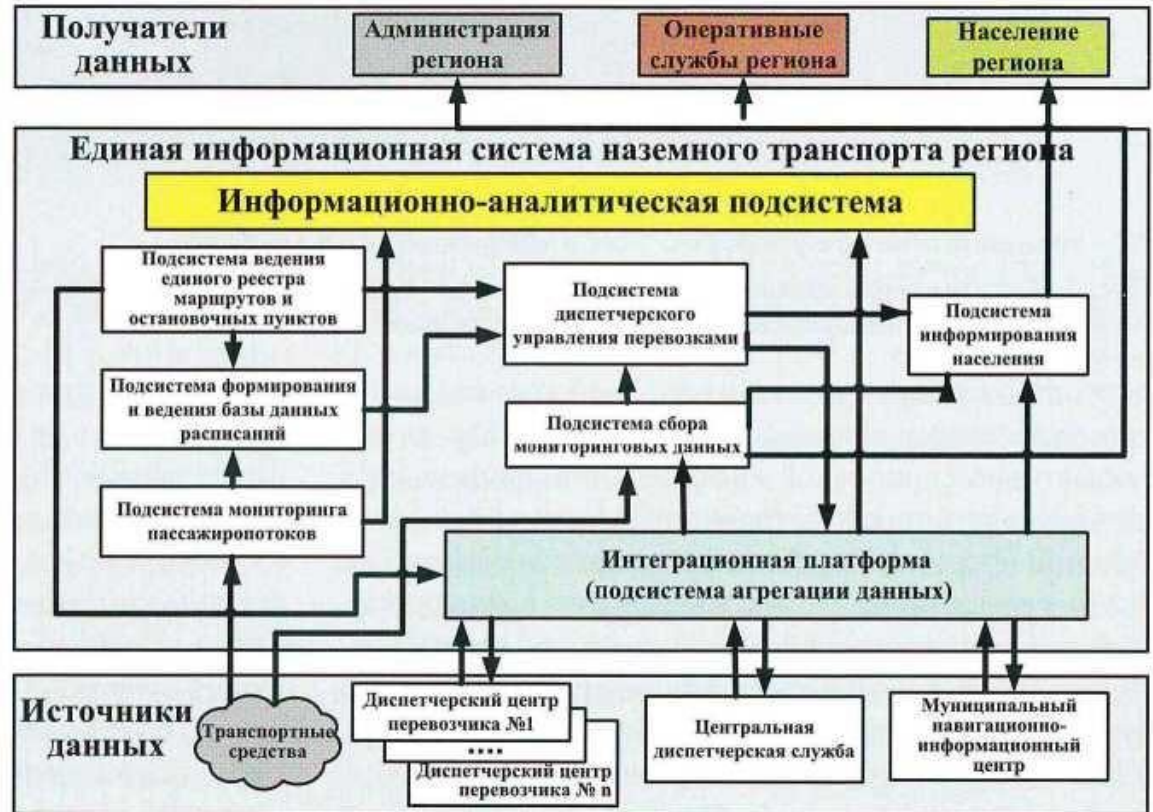 Получатели
данных
Администрация
региона
Оперативные
службы региона
Население
региона
Единая информационная система наземного транспорта региона
Информационно-аналитическая подсистема
Подсистема ведения
единого реестра
маршрутов и
остановочных пунктов
Подсистема
диспетчерского
управления перевозками
Подсистема
информирования
населения
Подсистема формирования
и ведения базы данных
расписаний
Подсистема сбора
мониторинговых данных
Подсистема мониторинга
пассажиропотоков
Интеграционная платформа
(подсистема агрегации данных)
Источники
данных
Транспортные
средства
Диспетчерский центр
перевозчика №1
....
Диспетчерский центр
перевозчика № n
Центральная
диспетчерская служба
Муниципальный
навигационно-
информационный
центр